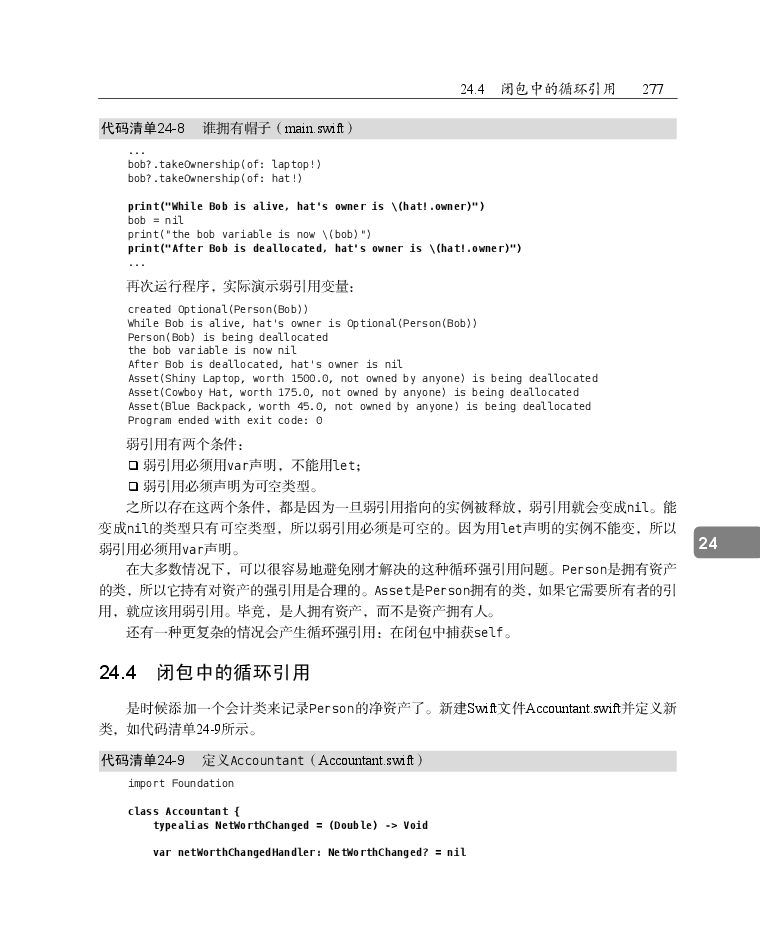 24.4 闭包中的循环引用 277
代码清单24-8 谁拥有帽子（main.swift）
...
bob?.takeOwnership(of: laptop!)
bob?.takeOwnership(of: hat!)
print("While Bob is alive, hat's owner is \(hat!.owner)")
bob = nil
print("the bob variable is now \(bob)")
print("After Bob is deallocated, hat's owner is \(hat!.owner)")
...
再次运行程序，实际演示弱引用变量：
created Optional(Person(Bob))
While Bob is alive, hat's owner is Optional(Person(Bob))
Person(Bob) is being deallocated
the bob variable is now nil
After Bob is deallocated, hat's owner is nil
Asset(Shiny Laptop, worth 1500.0, not owned by anyone) is being deallocated
Asset(Cowboy Hat, worth 175.0, not owned by anyone) is being deallocated
Asset(Blue Backpack, worth 45.0, not owned by anyone) is being deallocated
Program ended with exit code: 0
弱引用有两个条件：
❑ 弱引用必须用var声明，不能用let；
❑ 弱引用必须声明为可空类型。
之所以存在这两个条件，都是因为一旦弱引用指向的实例被释放，弱引用就会变成nil。能
变成nil的类型只有可空类型，所以弱引用必须是可空的。因为用let声明的实例不能变，所以
弱引用必须用var声明。
在大多数情况下，可以很容易地避免刚才解决的这种循环强引用问题。Person是拥有资产
的类，所以它持有对资产的强引用是合理的。Asset是Person拥有的类，如果它需要所有者的引
用，就应该用弱引用。毕竟，是人拥有资产，而不是资产拥有人。
还有一种更复杂的情况会产生循环强引用：在闭包中捕获self。
24
24.4 闭包中的循环引用
是时候添加一个会计类来记录Person的净资产了。新建Swift文件Accountant.swift并定义新
类，如代码清单24-9所示。
代码清单24-9 定义Accountant（Accountant.swift）
import Foundation
class Accountant {
typealias NetWorthChanged = (Double) -> Void
var netWorthChangedHandler: NetWorthChanged? = nil